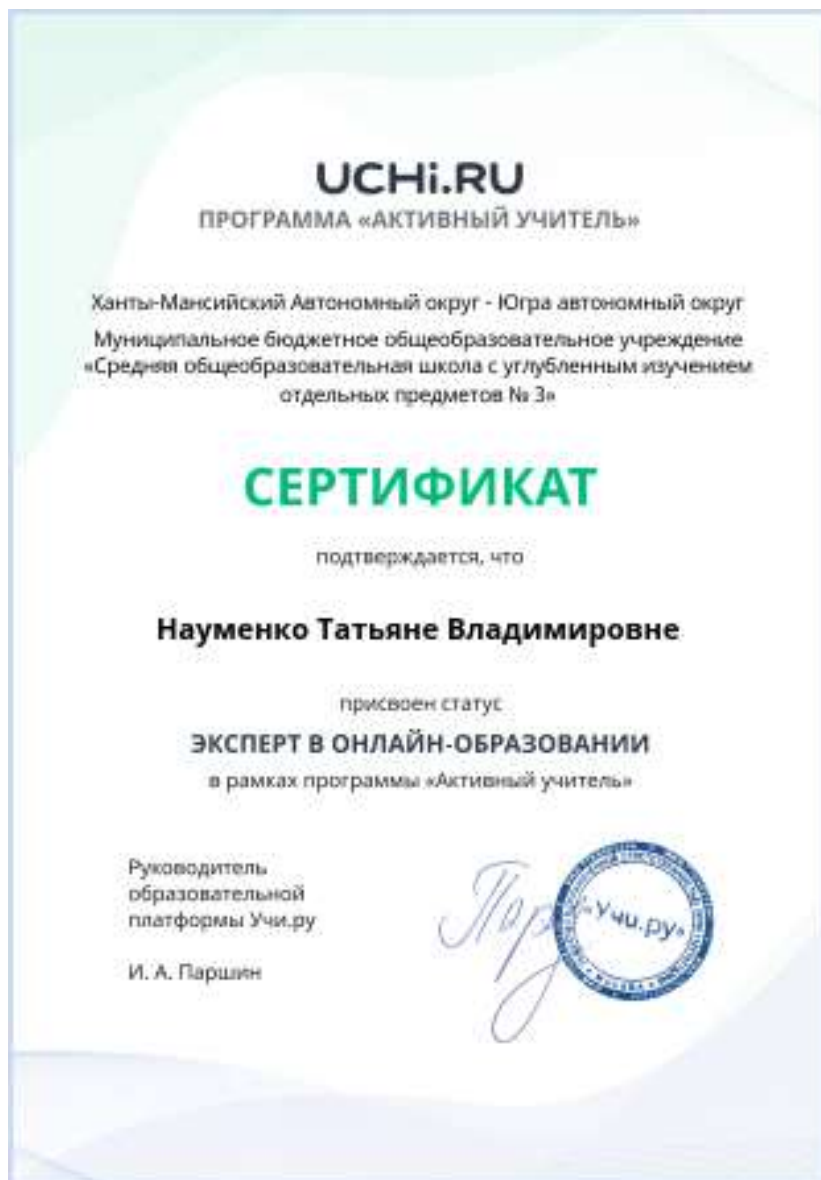 UCHi.RU
ПРОГРАММА «АКТИВНЫЙ УЧИТЕЛЬ»
Ханты-Мансийский Автономный округ - Югра автономный округ
Муниципальное бюджетное общеобразовательное учреждение
«Средняя общеобразовательная школа с углубленным изучением
отдельных предметов № 3»
СЕРТИФИКАТ
подтверждается, что
Науменко Татьяне Владимировне
присвоен статус
ЭКСПЕРТ В ОНЛАЙН-ОБРАЗОВАНИИ
в рамках программы «Активный учитель»
Руководитель
образовательной
платформы Учи.ру
И. А. Паршин
«Учи.ру»